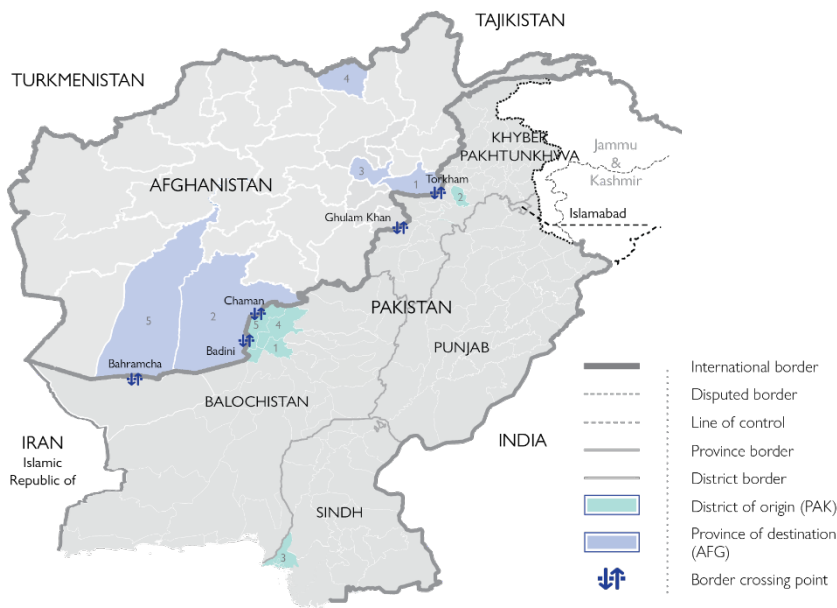 TAJIKISTAN
TURKMENISTAN
4
KHYBER
PAKHTUNKHWA
Jammu
&
Kashmir
3
1
Torkham
2
AFGHANISTAN
Ghulam Khan
Islamabad
5
2
Chaman
5
4
1
Badini
Bahramcha
PAKISTAN
PUNJAB
BALOCHISTAN
IRAN
Islamic
Republic of
INDIA
SINDH
3
International border
Disputed border
Line of control
Province border
District border
District of origin (PAK)
Province of destination
(AFG)
Border crossing point